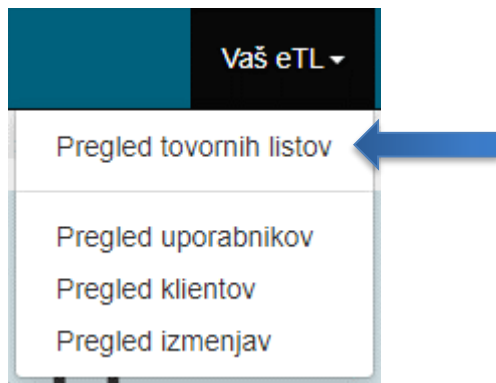 Vaš eTL
Pregled tovornih listov
Pregled uporabnikov
Pregled klientov
Pregled izmenjav